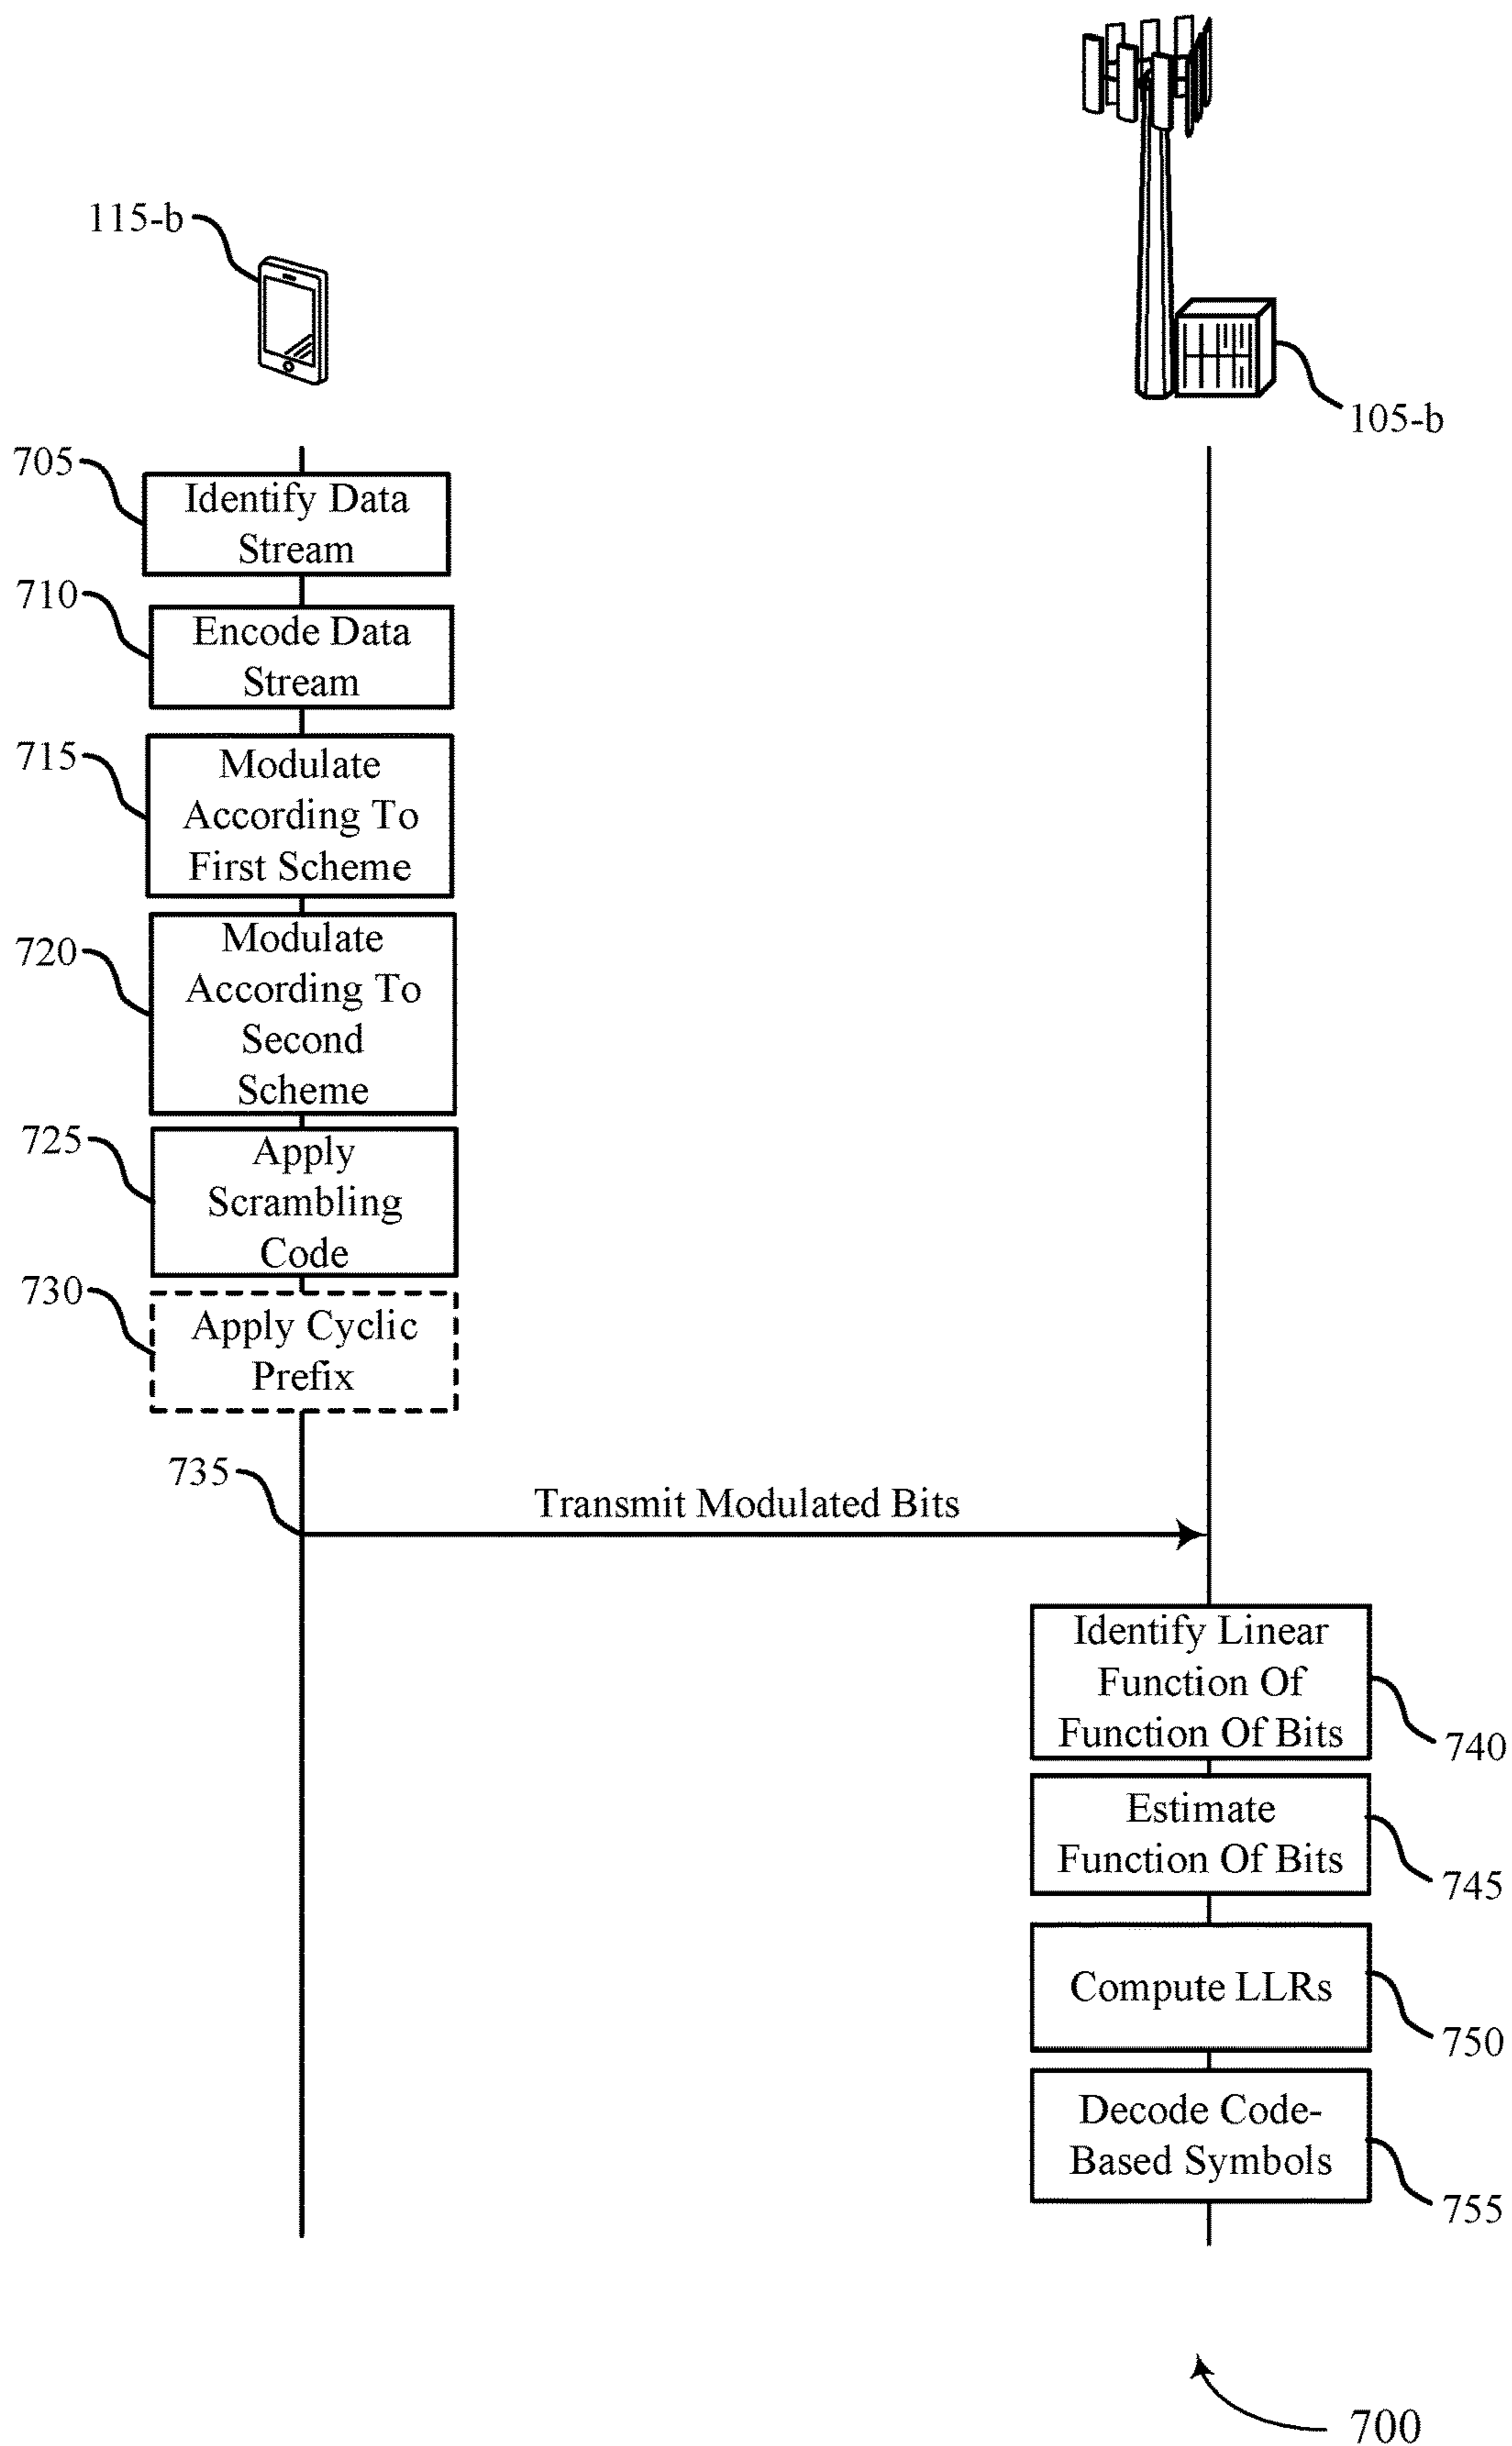 115-b
105-b
705
Identify Data
Stream
710
Encode Data
Stream
715
Modulate
According To
First Scheme
720
Modulate
According To
Second
Scheme
725
Apply
Scrambling
Code
730
Apply Cyclic
Prefix
735
Transmit Modulated Bits
Identify Linear
Function Of
Function Of Bits
740
Estimate
Function Of Bits
745
Compute LLRs
750
Decode Code-
Based Symbols
755
700